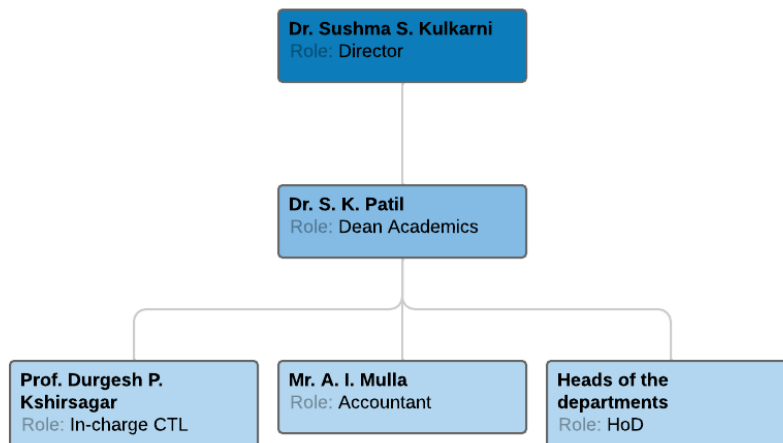 Dr. Sushma S. Kulkarni
Role: Director
Dr. S. K. Patil
Role: Dean Academics
Prof. Durgesh P.
Kshirsagar
Role: In-charge CTL
Mr. A. I. Mulla
Role: Accountant
Heads of the
departments
Role: HoD